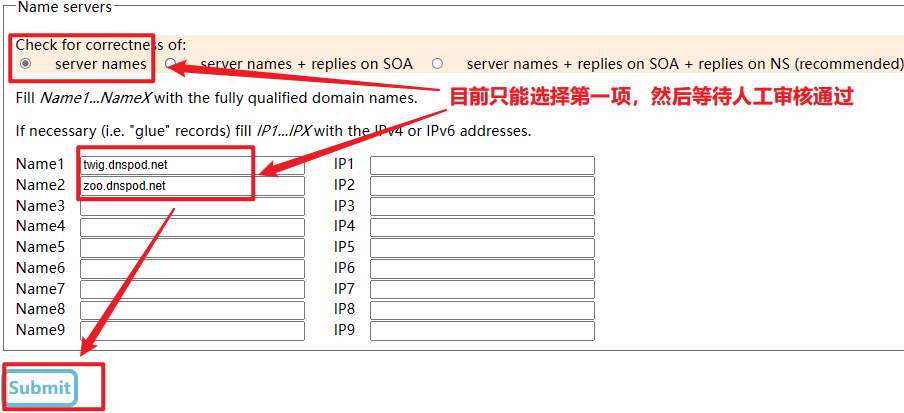 Name servers
Check for correctness of:
server names server names + replies on SOA server names + replies on SOA + replies on NS (recommended)
目前只能选择第一项，然后等待人工审核通过
Fill Name1...NameX with the fully qualified domain names.
If necessary (i.e. "glue" records) fill IP1...IPX with the IPv4 or IPv6 addresses.
Name1 twig.dnspod.net IP1
Name2 zoo.dnspod.net IP2
Name3 IP3
Name4 IP4
Name5 IP5
Name6 IP6
Name7 IP7
Name8 IP8
Name9 IP9
Submit